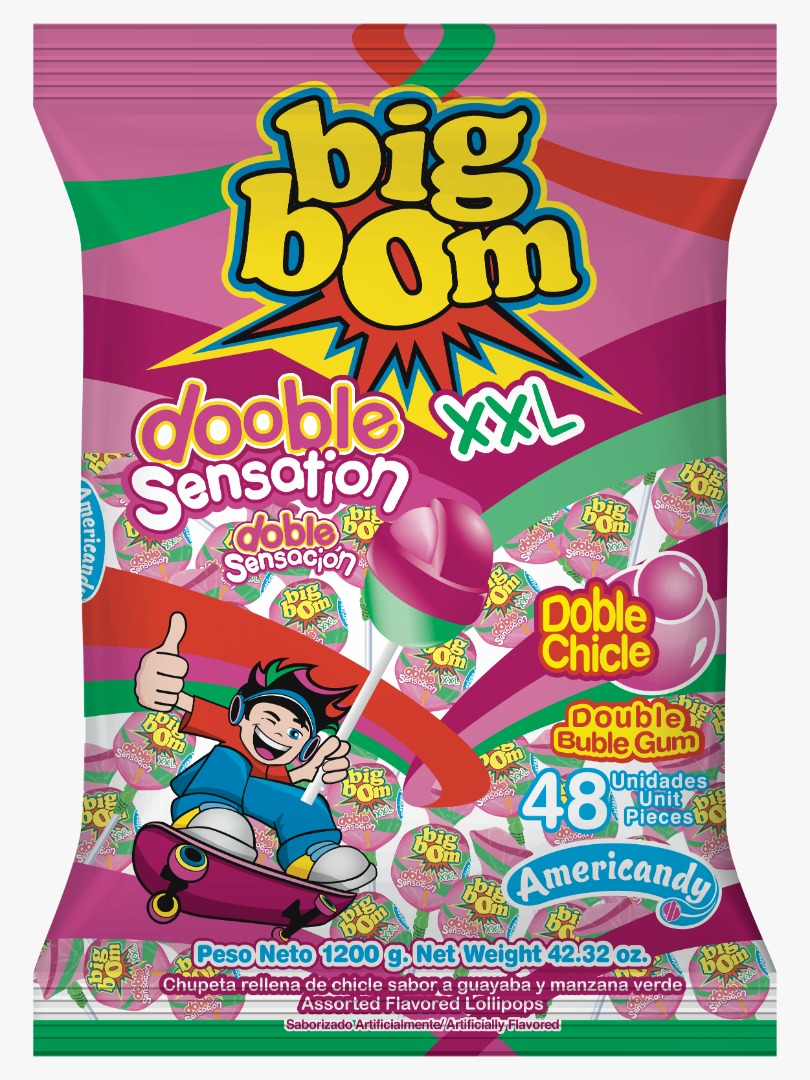 big
bom
dooble
Sensation
XXL
doble
Sensación
Americandy
Doble
Chicle
Double
Buble Gum
48 Unidades
Unit
Pieces
Americandy
Peso Neto 1200 g. Net Weight 42.32 oz.
Chupeta rellena de chicle sabor a guayaba y manzana verde
Assorted Flavored Lollipops
Saborizado Artificialmente/Artificially Flavored